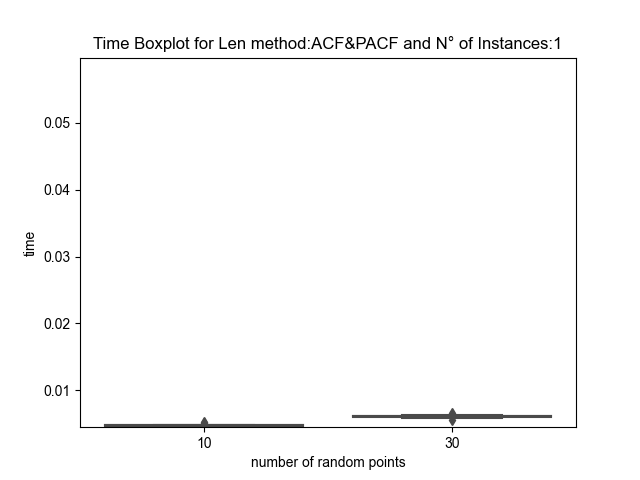 Time Boxplot for Len method:ACF&PACF and N° of Instances:1
0.05
0.04
0.03
0.02
0.01
time
10 30
number of random points